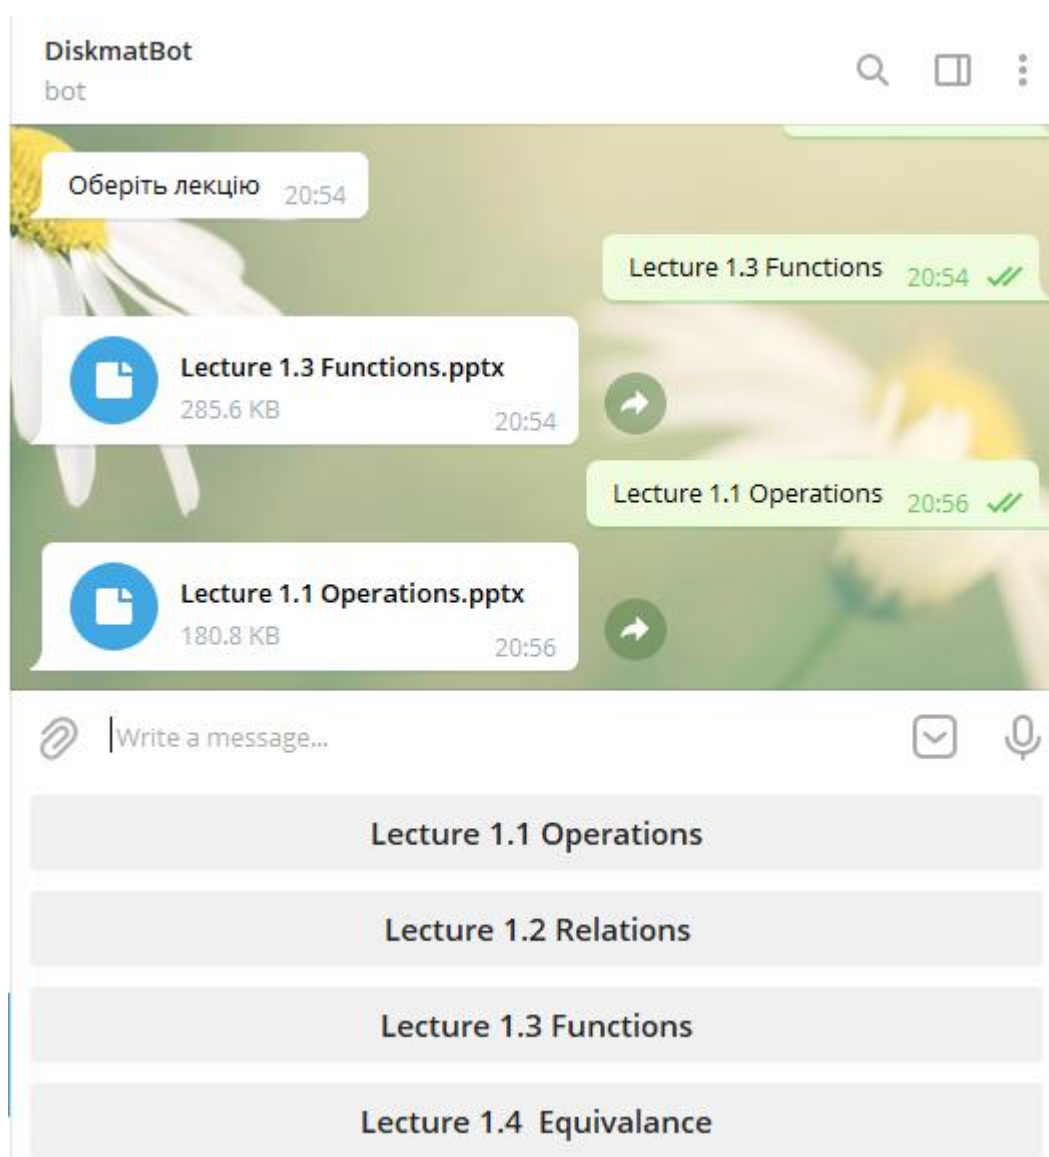 DiskmatBot
bot
Оберіть лекцію 20:54
Lecture 1.3 Functions 20:54
Lecture 1.3 Functions.pptx
285.6 KB 20:54
Lecture 1.1 Operations 20:56
Lecture 1.1 Operations.pptx
180.8 KB 20:56
Write a message...
Lecture 1.1 Operations
Lecture 1.2 Relations
Lecture 1.3 Functions
Lecture 1.4  Equivalance